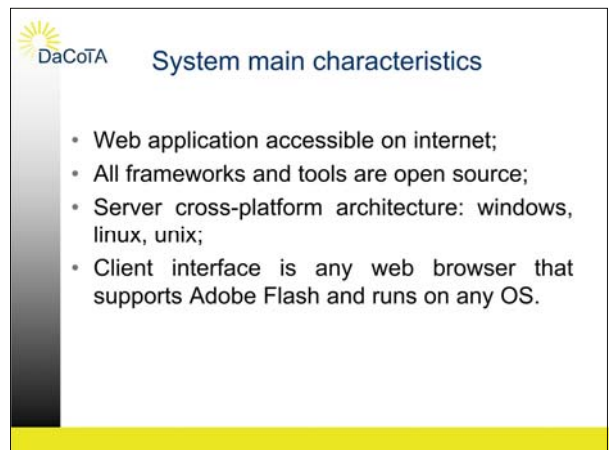 DaCoTA
System main characteristics
• Web application accessible on internet;
• All frameworks and tools are open source;
• Server cross-platform architecture: windows,
linux, unix;
• Client interface is any web browser that
supports Adobe Flash and runs on any OS.